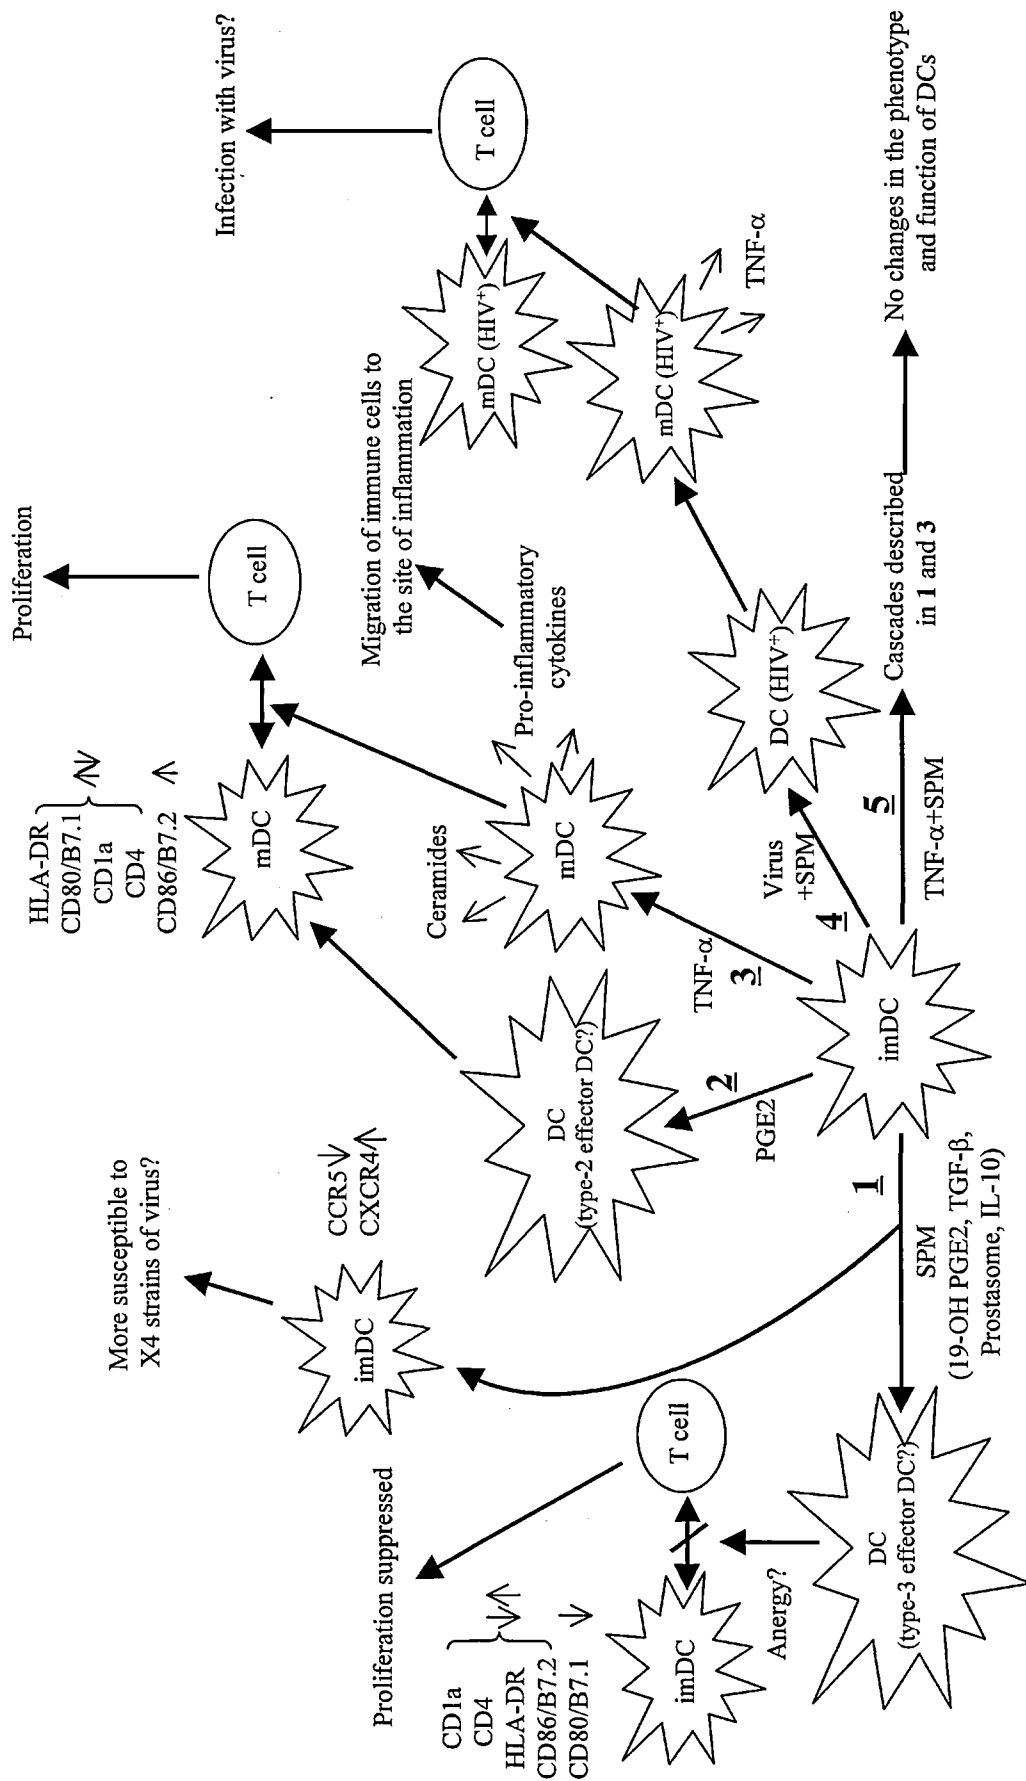 Proliferation suppressed
CD1a
CD4
HLA-DR
CD86/B7.2
CD80/B7.1
imDC
T cell
Anergy?
DC
(type-3 effector DC?)
More susceptible to
X4 strains of virus?
CCR5
CXCR4
imDC
1
SPM
(19-OH PGE2, TGF-β,
Prostasome, IL-10)
imDC
2
PGE2
DC
(type-2 effector DC?)
HLA-DR
CD80/B7.1
CD1a
CD4
CD86/B7.2
mDC
T cell
Proliferation
TNF-α
3
Ceramides
mDC
Pro-inflammatory
cytokines
Migration of immune cells to
the site of inflammation
Virus
+SPM
4
DC (HIV+)
mDC (HIV+)
TNF-α
mDC (HIV+)
T cell
Infection with virus?
5
TNF-α+SPM
Cascades described
in 1 and 3
No changes in the phenotype
and function of DCs